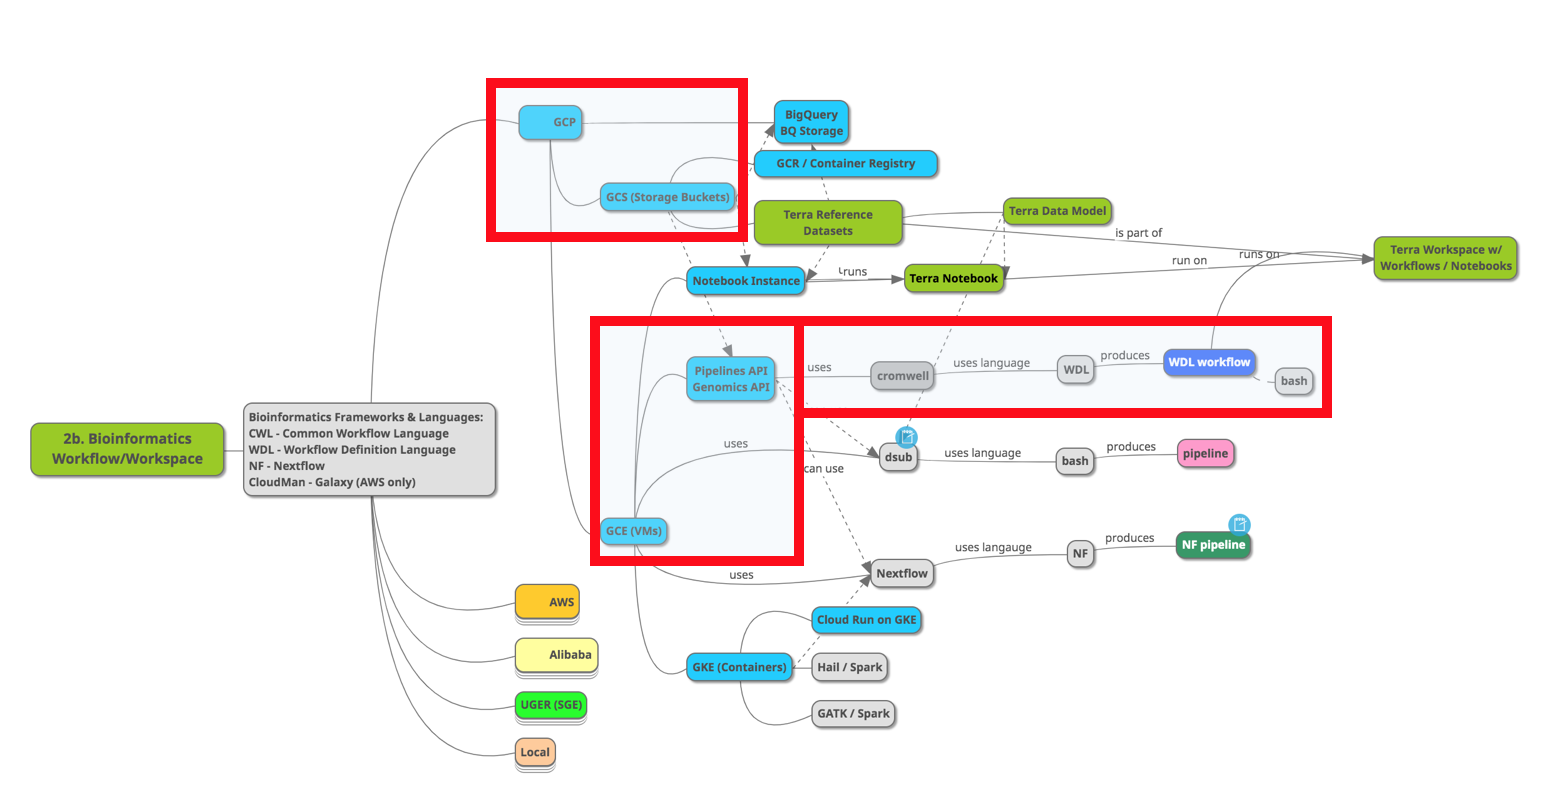 GCP
BigQuery
BQ Storage
GCR / Container Registry
GCS (Storage Buckets)
Terra Reference
Datasets
Terra Data Model
is part of
Terra Workspace w/
Workflows / Notebooks
runs on
run on
Notebook Instance
runs
Terra Notebook
Pipelines API
Genomics API
uses
cromwell
uses language
WDL
produces
WDL workflow
bash
2b. Bioinformatics
Workflow/Workspace
Bioinformatics Frameworks & Languages:
CWL - Common Workflow Language
WDL - Workflow Definition Language
NF - Nextflow
CloudMan - Galaxy (AWS only)
uses
dsub
uses language
bash
produces
pipeline
can use
GCE (VMs)
uses
Nextflow
uses langauge
NF
produces
NF pipeline
AWS
Cloud Run on GKE
Alibaba
GKE (Containers)
Hail / Spark
UGER (SGE)
GATK / Spark
Local